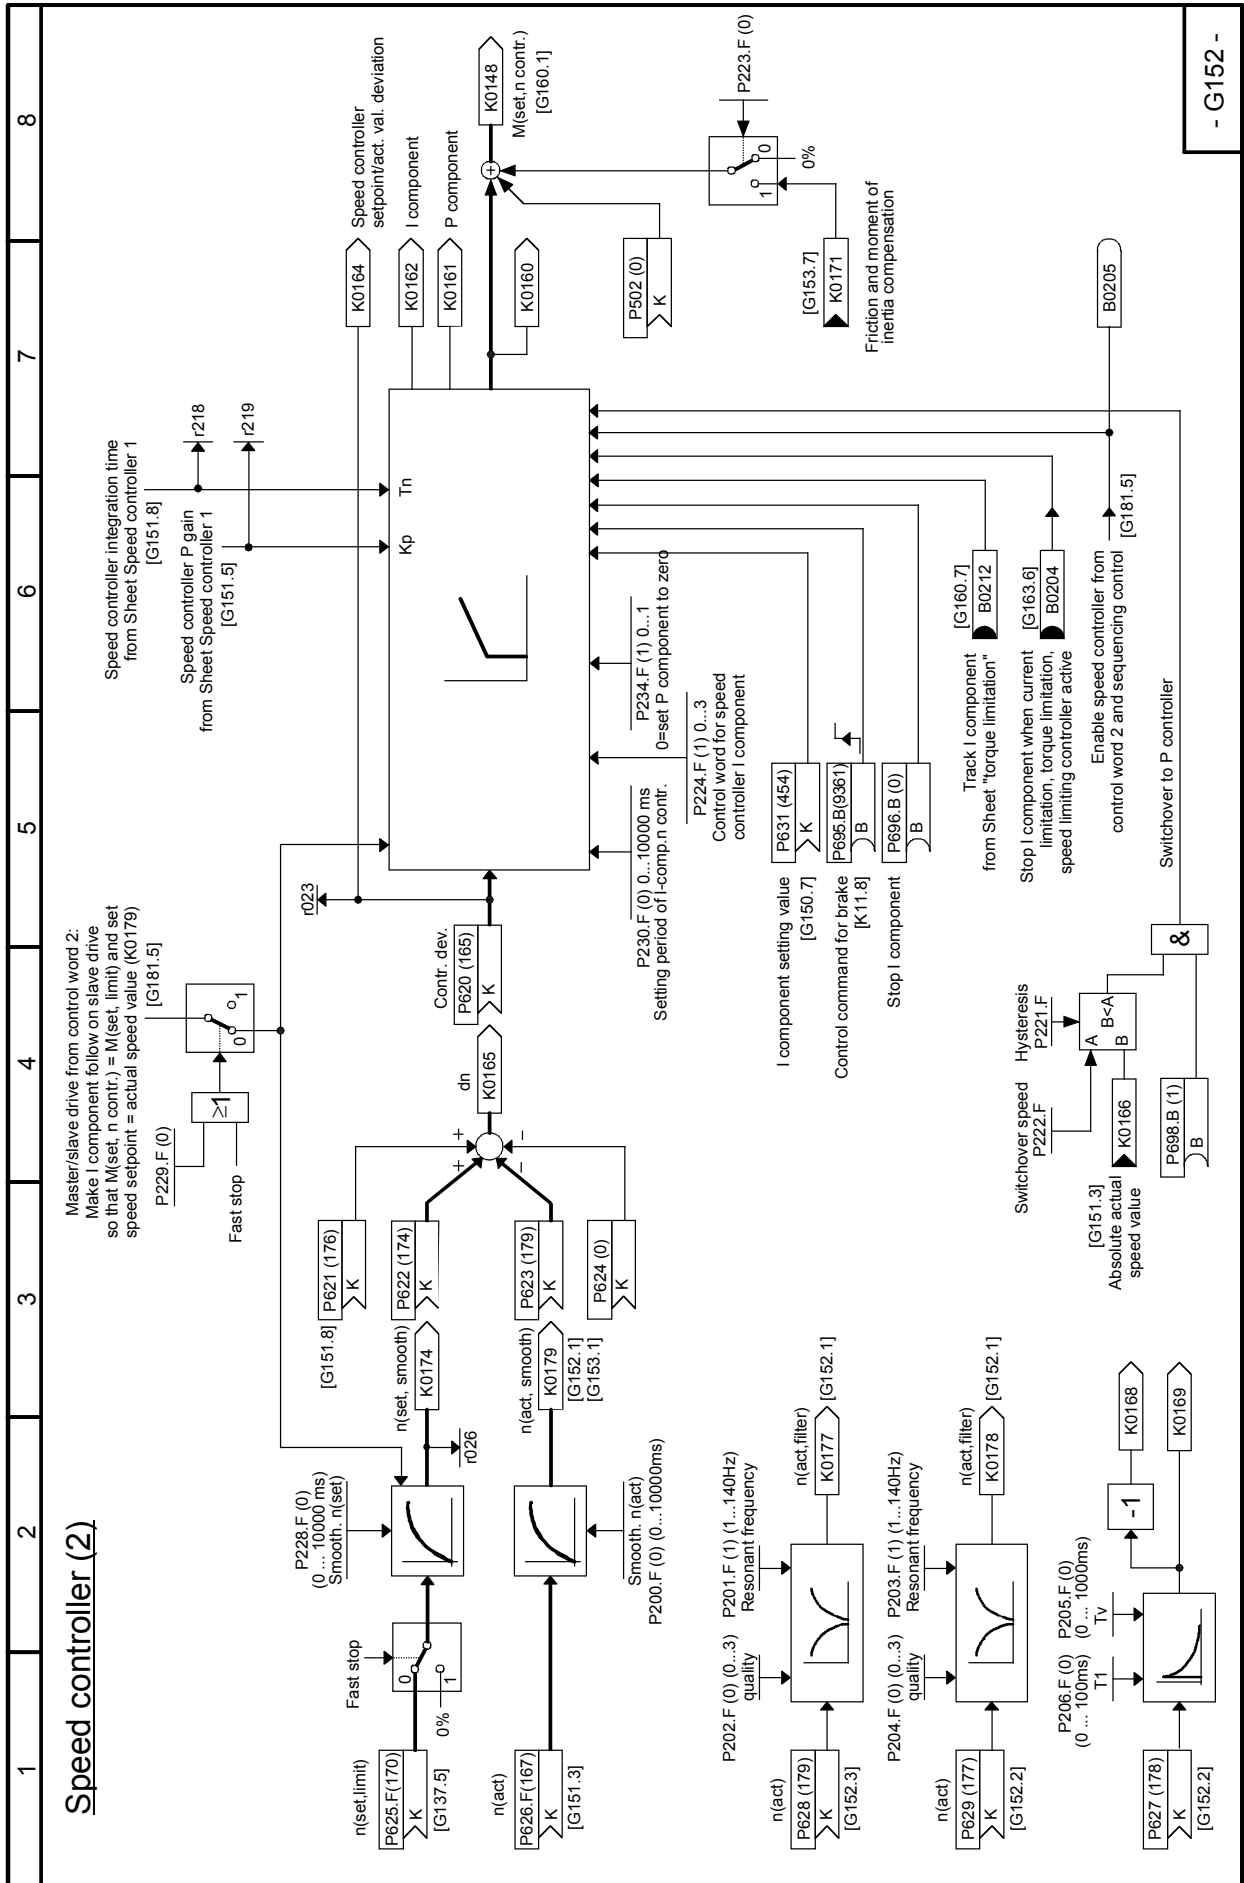 Speed controller (2)
1
2
3
4
5
6
7
8
Master/slave drive from control word 2:
Make I component follow on slave drive
so that M(set, n contr.) = M(set, limit) and set
speed setpoint = actual speed value (K0179)
[G181.5]
P229.F (0)
Fast stop
≥1
0
1
Speed controller integration time
from Sheet Speed controller 1
[G151.8]
r218
Speed controller P gain
from Sheet Speed controller 1
[G151.5]
r219
Kp
Tn
n(set,limit)
P625.F(170)
K
[G137.5]
Fast stop
0
1
0%
P228.F (0)
(0 ... 10000 ms)
Smooth. n(set)
r026
n(set, smooth)
K0174
n(act)
P626.F(167)
K
[G151.3]
Smooth. n(act)
P200.F (0) (0...10000ms)
n(act, smooth)
K0179
[G152.1]
[G153.1]
[G151.8]
P621 (176)
K
P622 (174)
K
P623 (179)
K
P624 (0)
K
+
+
–
–
dn
K0165
Contr. dev.
P620 (165)
K
r023
K0164
Speed controller
setpoint/act. val. deviation
K0162
I component
K0161
P component
K0160
+
K0148
M(set,n contr.)
[G160.1]
P502 (0)
K
P223.F (0)
0
1
0%
[G153.7]
K0171
Friction and moment of
inertia compensation
P230.F (0) 0...10000 ms
Setting period of I-comp.n contr.
P224.F (1) 0...3
Control word for speed
controller I component
P234.F (1) 0...1
0=set P component to zero
I component setting value
[G150.7]
P631 (454)
K
Control command for brake
[K11.8]
P695.B(9361)
B
Stop I component
P696.B (0)
B
Track I component
from Sheet "torque limitation"
[G160.7]
B0212
Stop I component when current
limitation, torque limitation,
speed limiting controller active
[G163.6]
B0204
Enable speed controller from
control word 2 and sequencing control
[G181.5]
B0205
Switchover to P controller
&
Switchover speed
P222.F
Hysteresis
P221.F
A
B<A
B
[G151.3]
Absolute actual
speed value
K0166
P698.B (1)
B
n(act)
P628 (179)
K
[G152.3]
P202.F (0) (0...3)
quality
P201.F (1) (1...140Hz)
Resonant frequency
n(act,filter)
K0177
[G152.1]
n(act)
P629 (177)
K
[G152.2]
P204.F (0) (0...3)
quality
P203.F (1) (1...140Hz)
Resonant frequency
n(act,filter)
K0178
[G152.1]
P627 (178)
K
[G152.2]
P206.F (0)
(0 ... 100ms)
T1
P205.F (0)
(0 ... 1000ms)
Tv
-1
K0168
K0169
- G152 -